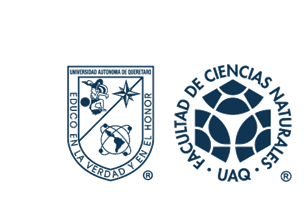 UNIVERSIDAD AUTONOMA DE QUERETARO
EDUCO EN LA VERDAD Y EN EL HONOR
®
FACULTAD DE CIENCIAS NATURALES
· UAQ ·
®